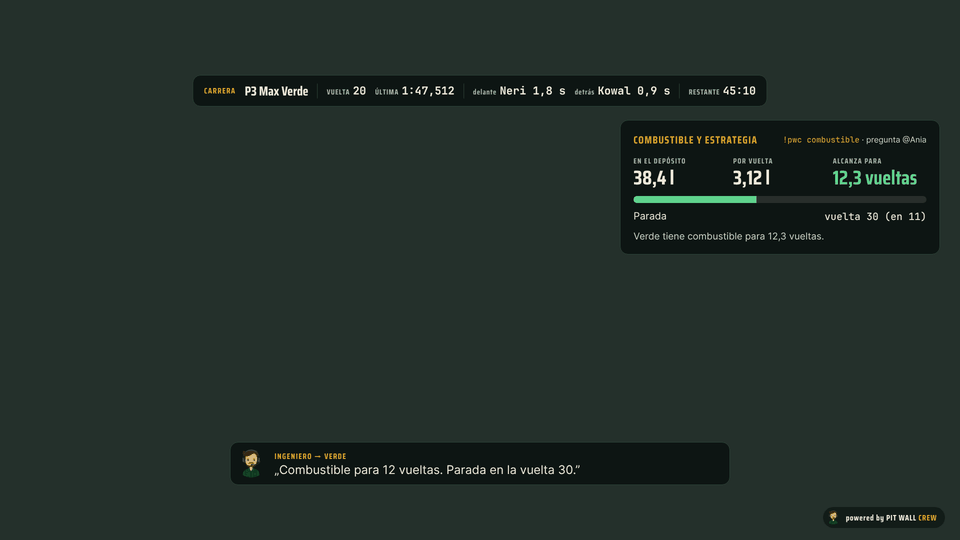 CARRERA P3 Max Verde VUELTA 20 ÚLTIMA 1:47,512 delante Neri 1,8 s detrás Kowal 0,9 s RESTANTE 45:10
COMBUSTIBLE Y ESTRATEGIA !pwc combustible · pregunta @Ania
EN EL DEPÓSITO POR VUELTA ALCANZA PARA
38,4 l 3,12 l 12,3 vueltas
Parada vuelta 30 (en 11)
Verde tiene combustible para 12,3 vueltas.
INGENIERO → VERDE
„Combustible para 12 vueltas. Parada en la vuelta 30.”
powered by PIT WALL CREW